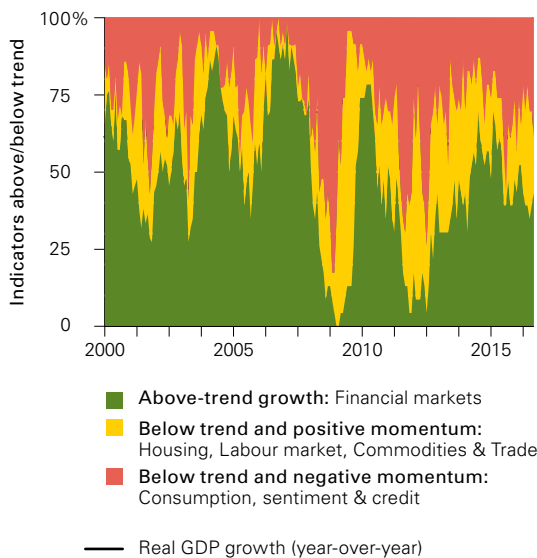 100%
75
50
25
0
Indicators above/below trend
2000
2005
2010
2015
Above-trend growth: Financial markets
Below trend and positive momentum:
Housing, Labour market, Commodities & Trade
Below trend and negative momentum:
Consumption, sentiment & credit
Real GDP growth (year-over-year)